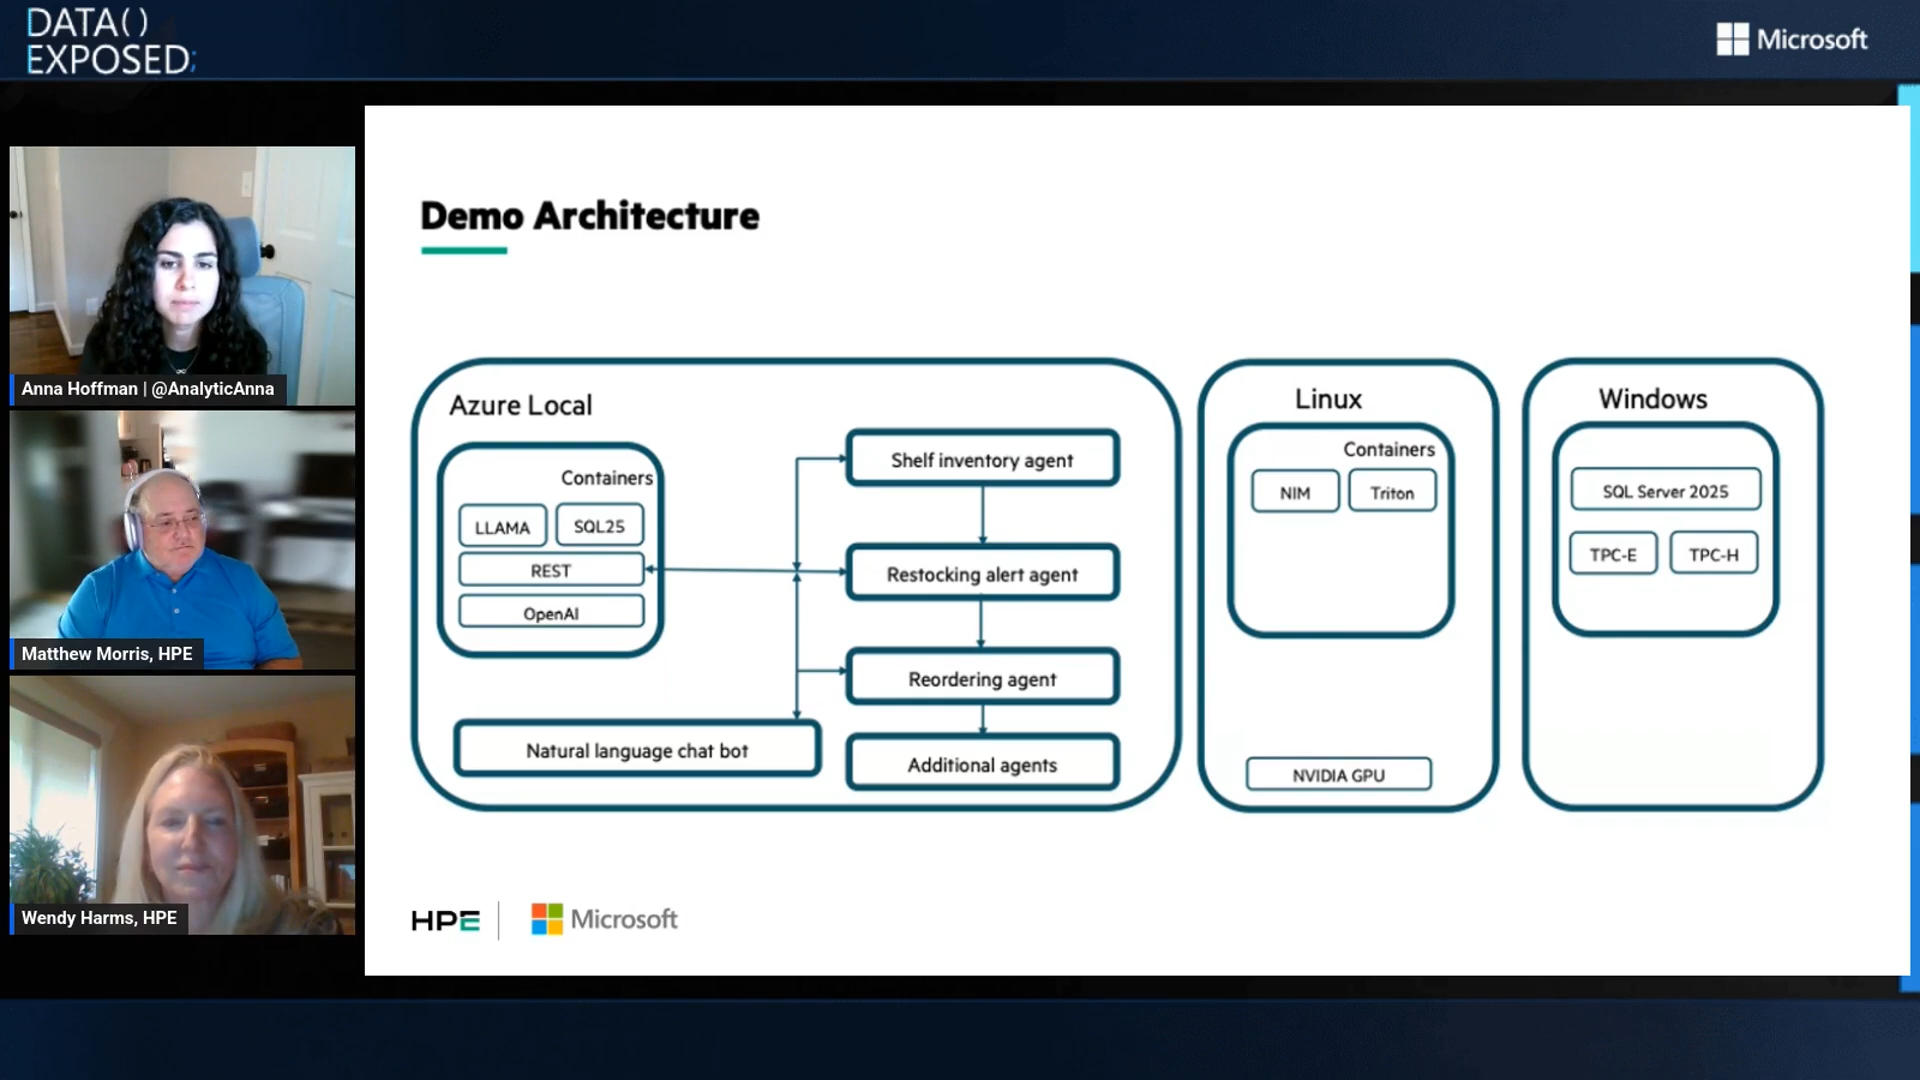 DATA()
EXPOSED;
Microsoft
Anna Hoffman | @AnalyticAnna
Matthew Morris, HPE
Wendy Harms, HPE
Demo Architecture
Azure Local
Containers
LLAMA
SQL25
REST
OpenAI
Natural language chat bot
Shelf inventory agent
Restocking alert agent
Reordering agent
Additional agents
Linux
Containers
NIM
Triton
NVIDIA GPU
Windows
SQL Server 2025
TPC-E
TPC-H
HPE
Microsoft